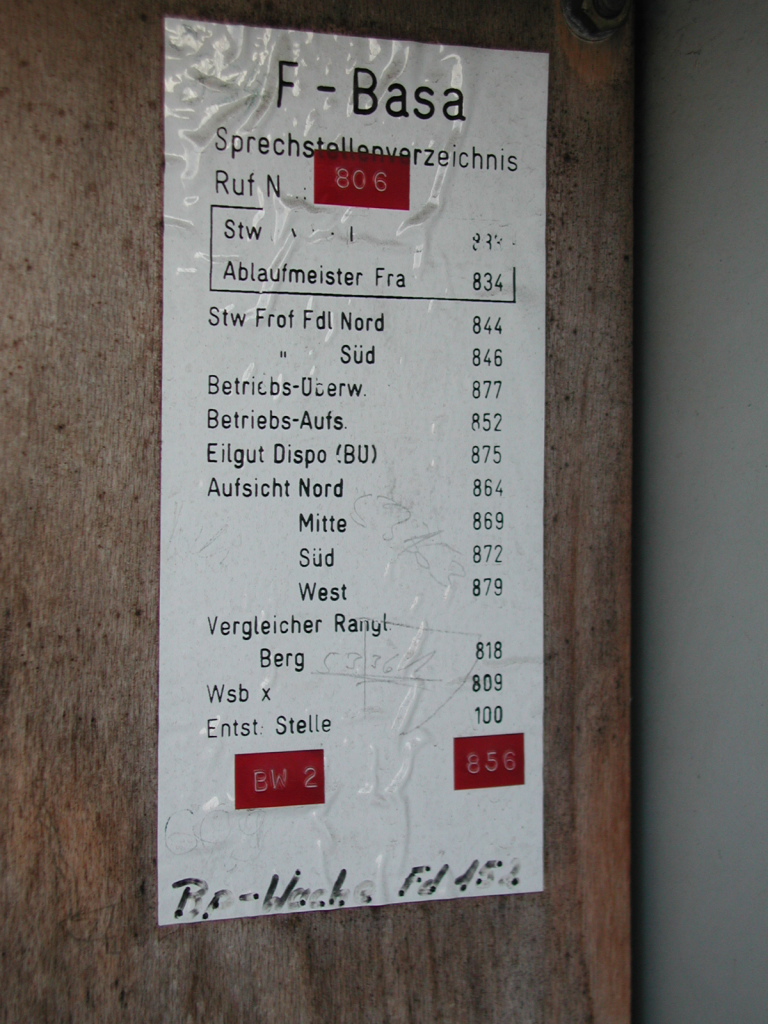 F - Basa
Sprechstellenverzeichnis
Ruf N 806
Stw
Ablaufmeister Fra 834
Stw Frof Fdl Nord 844
" Süd 846
Betriebs-Überw. 877
Betriebs-Aufs. 852
Eilgut Dispo (BU) 875
Aufsicht Nord 864
Mitte 869
Süd 872
West 879
Vergleicher Rangl.
Berg 818
Wsb x 809
Entst. Stelle 100
BW 2 856
Fd 152